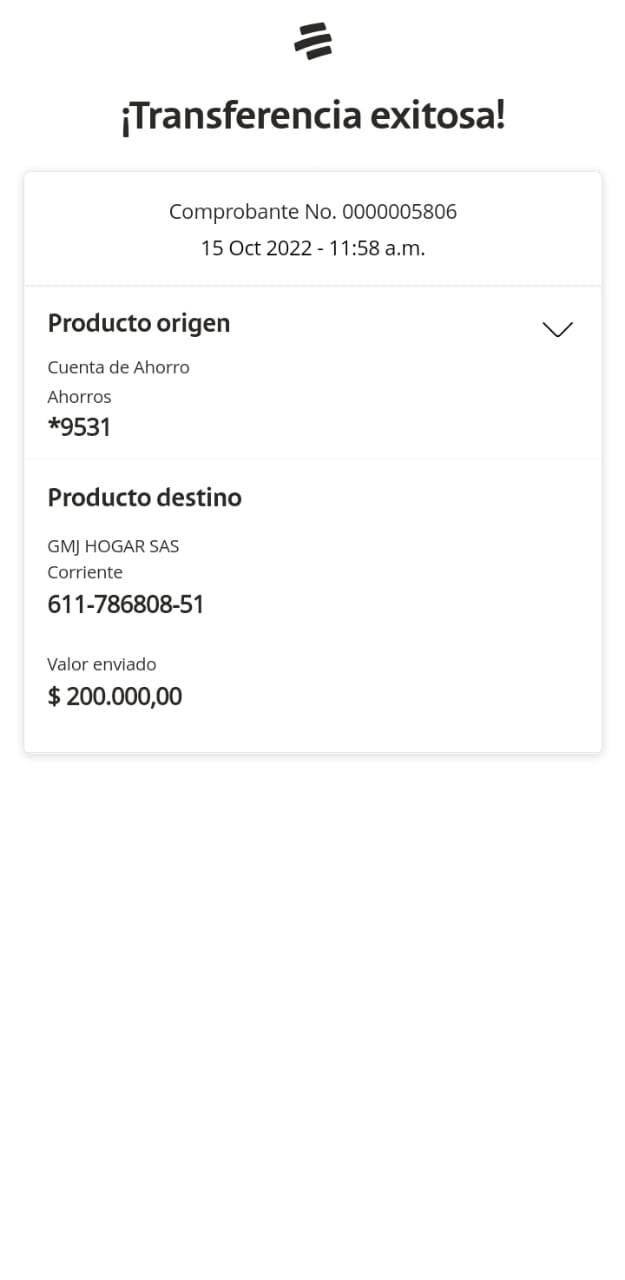 ¡Transferencia exitosa!
Comprobante No. 0000005806
15 Oct 2022 - 11:58 a.m.
Producto origen
Cuenta de Ahorro
Ahorros
*9531
Producto destino
GMJ HOGAR SAS
Corriente
611-786808-51
Valor enviado
$ 200.000,00